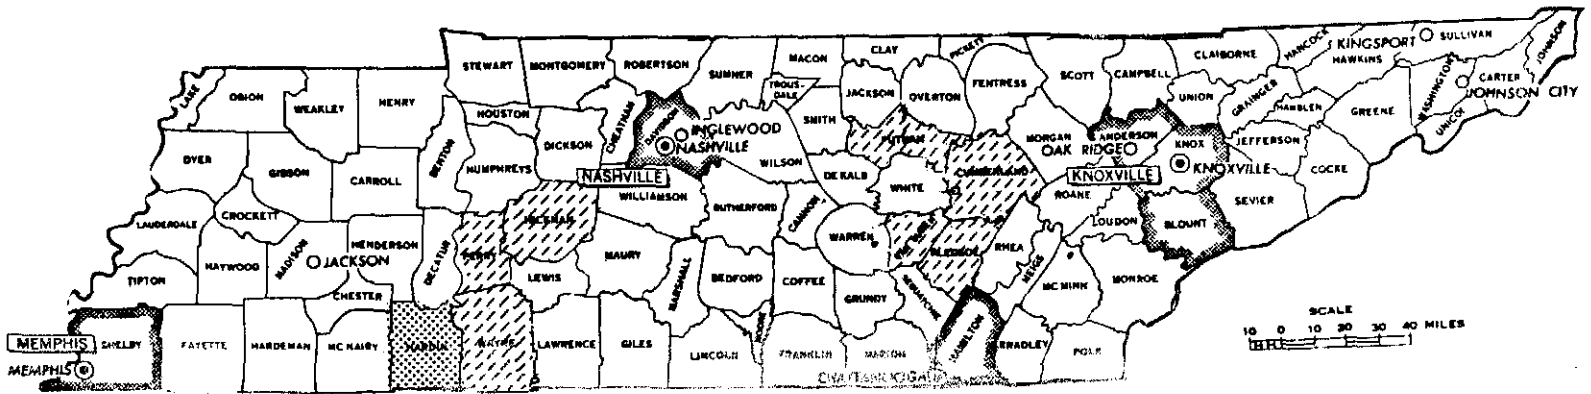 LAKE
OBION
WEAKLEY
HENRY
STEWART
MONTGOMERY
ROBERTSON
SUMNER
MACON
TROUS-
DALE
CLAY
PICKETT
FENTRESS
SCOTT
CAMPBELL
CLAIBORNE
HANCOCK
KINGSPORT
HAWKINS
SULLIVAN
JOHNSON
WASHINGTON
CARTER
JOHNSON CITY
UNICOI
GREENE
HAMBLEN
GRAINGER
UNION
JACKSON
OVERTON
SMITH
HOUSTON
DICKSON
CHEATHAM
DAVIDSON
INGLEWOOD
NASHVILLE
NASHVILLE
WILSON
PUTNAM
CUMBERLAND
MORGAN
ANDERSON
OAK RIDGE
KNOX
KNOXVILLE
KNOXVILLE
JEFFERSON
COCKE
SEVIER
DYER
GIBSON
CARROLL
BENTON
HUMPHREYS
HICKMAN
WILLIAMSON
RUTHERFORD
CANNON
DE KALB
WHITE
WARREN
BLEDSOE
RHEA
ROANE
LOUDON
BLOUNT
LAUDERDALE
CROCKETT
HAYWOOD
MADISON
JACKSON
HENDERSON
DECATUR
PERRY
LEWIS
MAURY
MARSHALL
BEDFORD
COFFEE
GRUNDY
SEQUATCHIE
MEIGS
MC MINN
MONROE
TIPTON
CHESTER
MEMPHIS
SHELBY
MEMPHIS
FAYETTE
HARDEMAN
MC NAIRY
HARDIN
WAYNE
LAWRENCE
GILES
LINCOLN
MOORE
FRANKLIN
MARION
CHATTANOOGA
HAMILTON
BRADLEY
POLK
SCALE
10 0 10 20 30 40 MILES